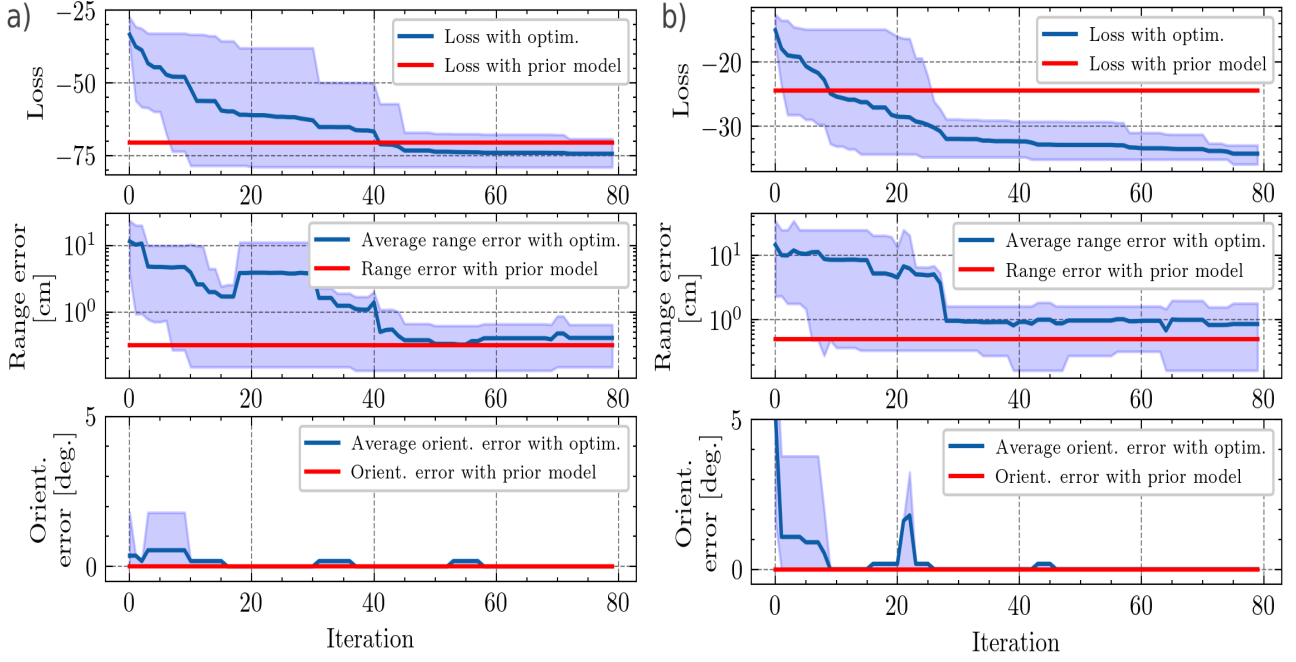 a)
−25
−50
−75
Loss
Loss with optim.
Loss with prior model
0 20 40 60 80
10¹
10⁰
Range error
[cm]
Average range error with optim.
Range error with prior model
0 20 40 60 80
5
0
Orient.
error [deg.]
Average orient. error with optim.
Orient. error with prior model
0 20 40 60 80
Iteration
b)
−20
−30
Loss
Loss with optim.
Loss with prior model
0 20 40 60 80
10¹
10⁰
Range error
[cm]
Average range error with optim.
Range error with prior model
0 20 40 60 80
5
0
Orient.
error [deg.]
Average orient. error with optim.
Orient. error with prior model
0 20 40 60 80
Iteration